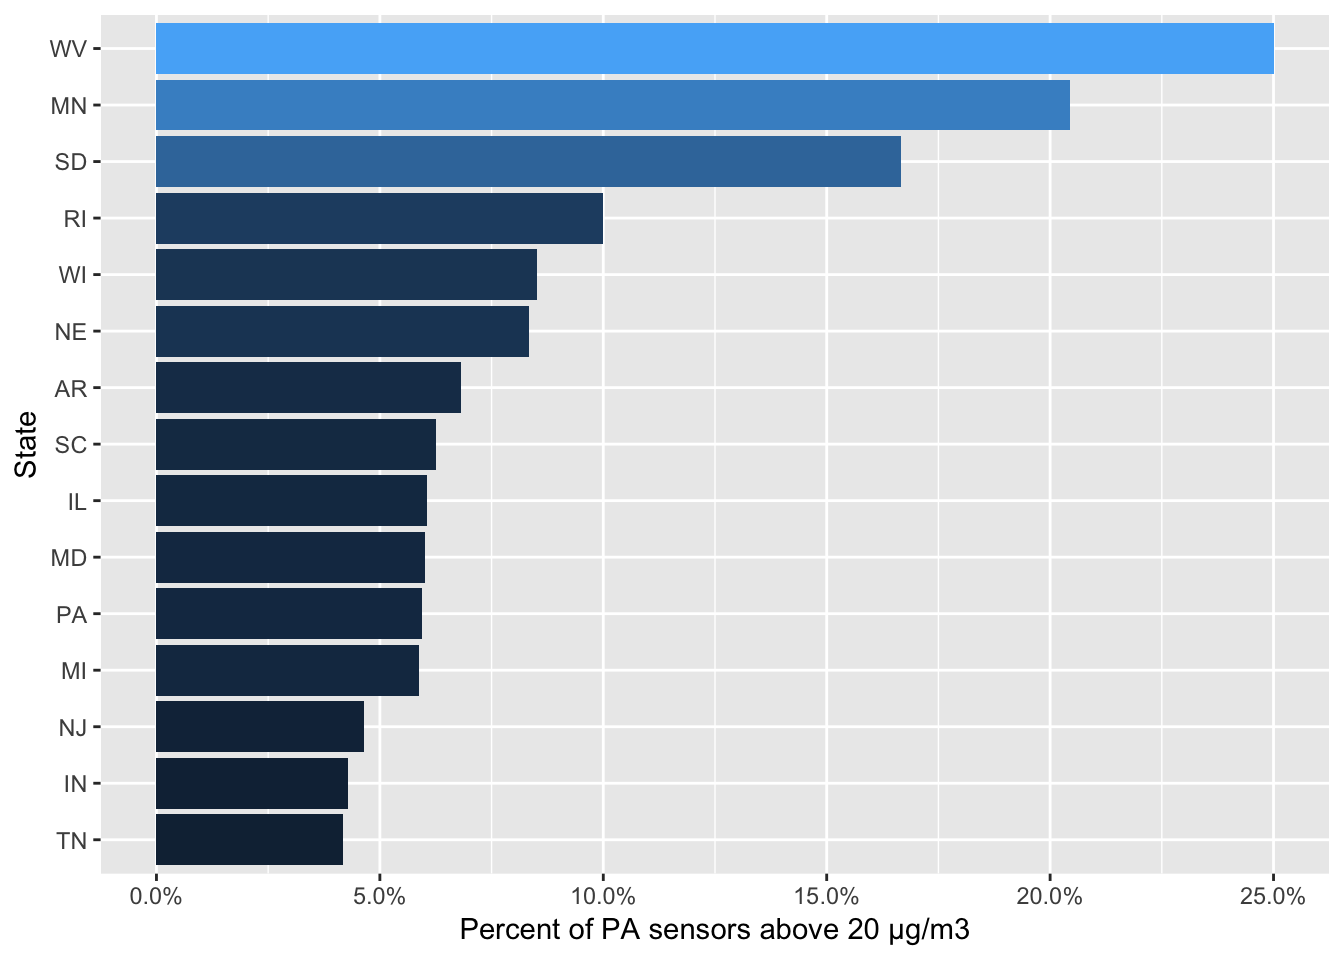 WV
MN
SD
RI
WI
NE
AR
SC
IL
MD
PA
MI
NJ
IN
TN
State
0.0% 5.0% 10.0% 15.0% 20.0% 25.0%
Percent of PA sensors above 20 µg/m3